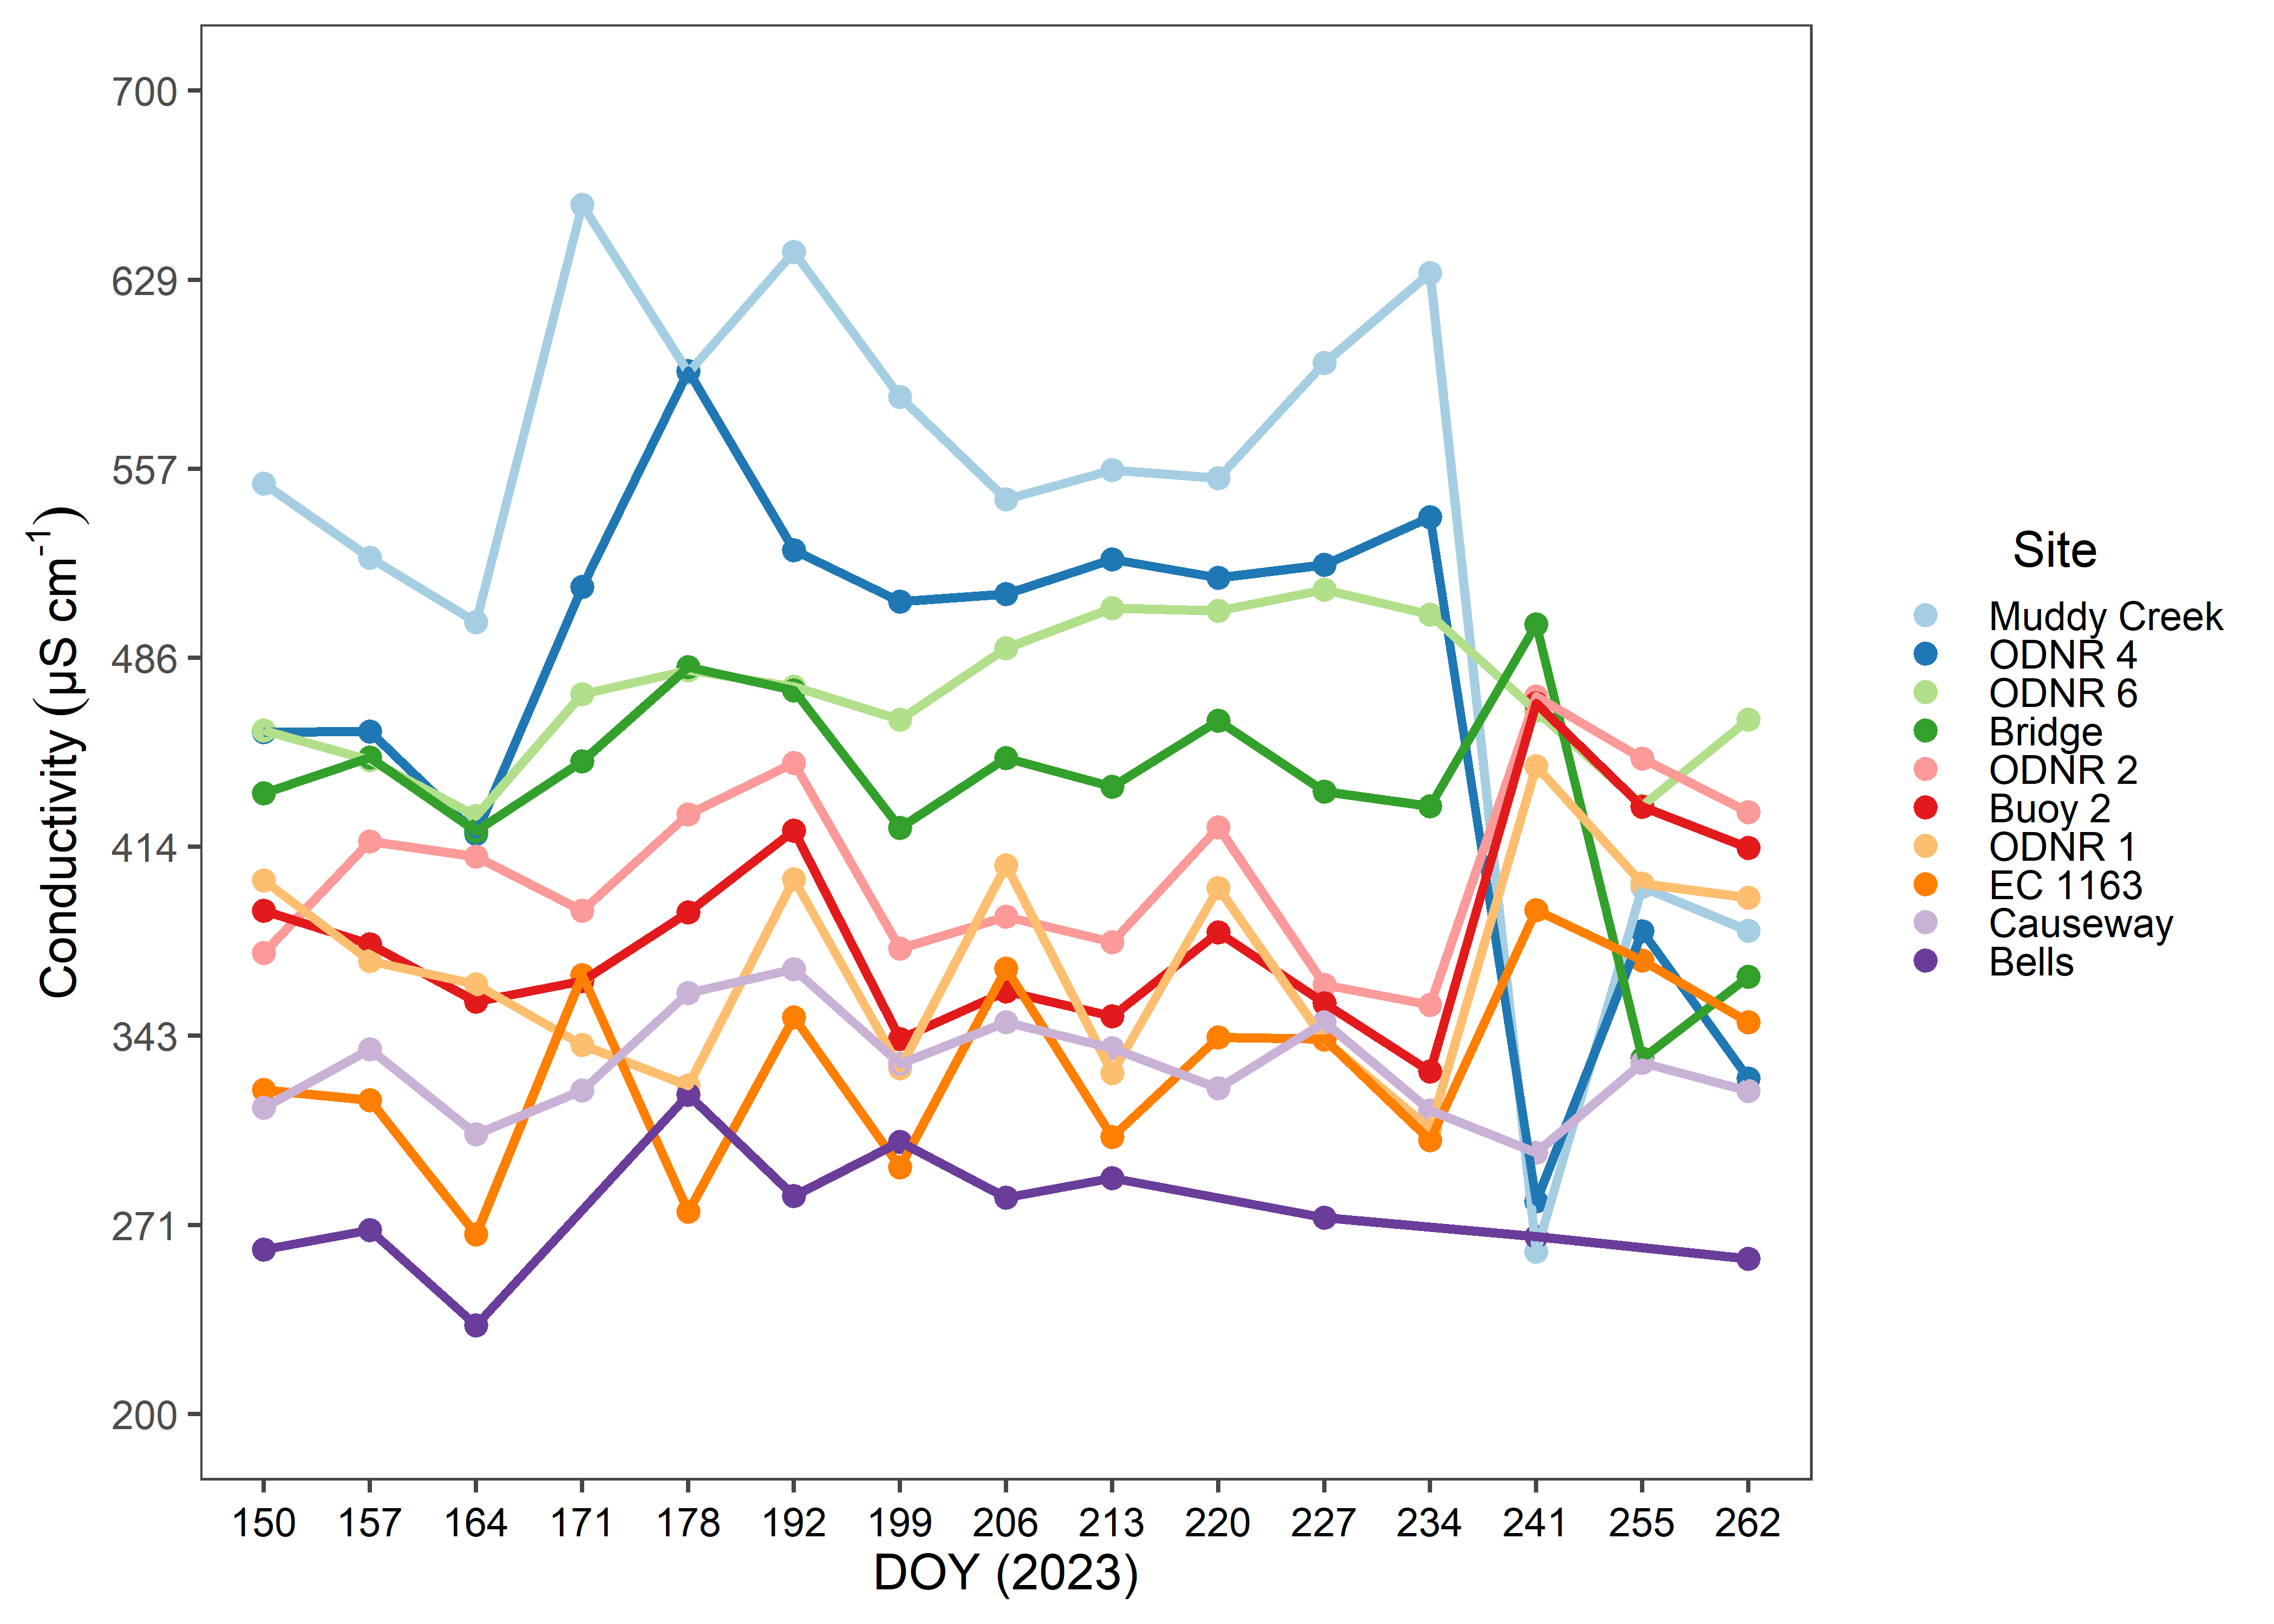 700
629
557
486
414
343
271
200
Conductivity (µS cm⁻¹)
150 157 164 171 178 192 199 206 213 220 227 234 241 255 262
DOY (2023)
Site
Muddy Creek
ODNR 4
ODNR 6
Bridge
ODNR 2
Buoy 2
ODNR 1
EC 1163
Causeway
Bells